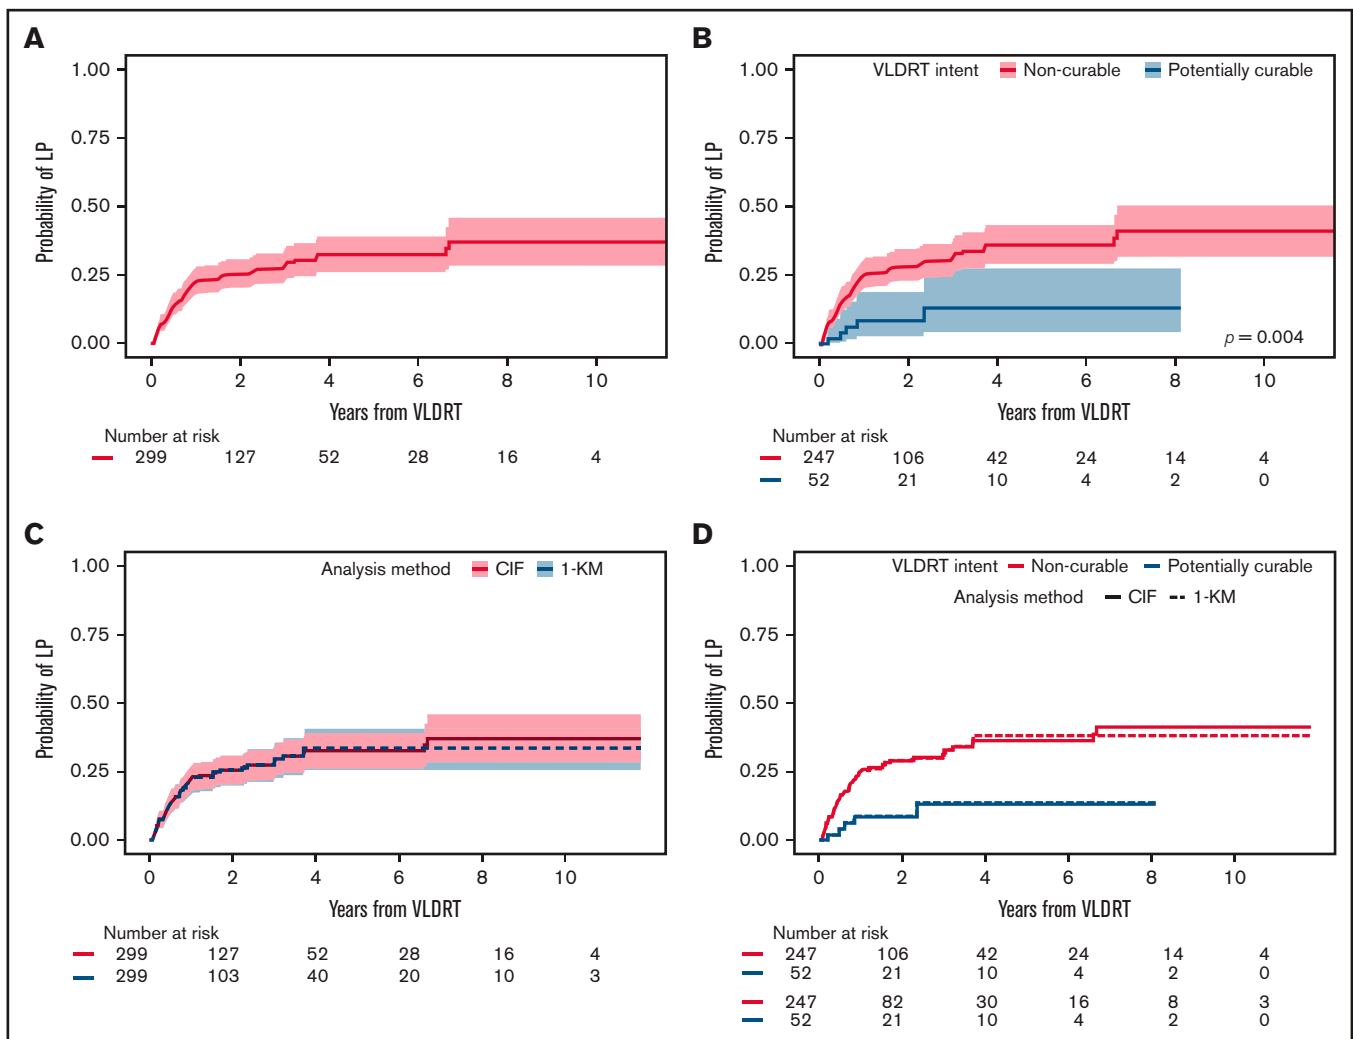 A
1.00
0.75
0.50
0.25
0.00
Probability of LP
0 2 4 6 8 10
Years from VLDRT
Number at risk
299 127 52 28 16 4
B
VLDRT intent Non-curable Potentially curable
1.00
0.75
0.50
0.25
0.00
Probability of LP
p = 0.004
0 2 4 6 8 10
Years from VLDRT
Number at risk
247 106 42 24 14 4
52 21 10 4 2 0
C
Analysis method CIF 1-KM
1.00
0.75
0.50
0.25
0.00
Probability of LP
0 2 4 6 8 10
Years from VLDRT
Number at risk
299 127 52 28 16 4
299 103 40 20 10 3
D
VLDRT intent Non-curable Potentially curable
Analysis method CIF 1-KM
1.00
0.75
0.50
0.25
0.00
Probability of LP
0 2 4 6 8 10
Years from VLDRT
Number at risk
247 106 42 24 14 4
52 21 10 4 2 0
247 82 30 16 8 3
52 21 10 4 2 0